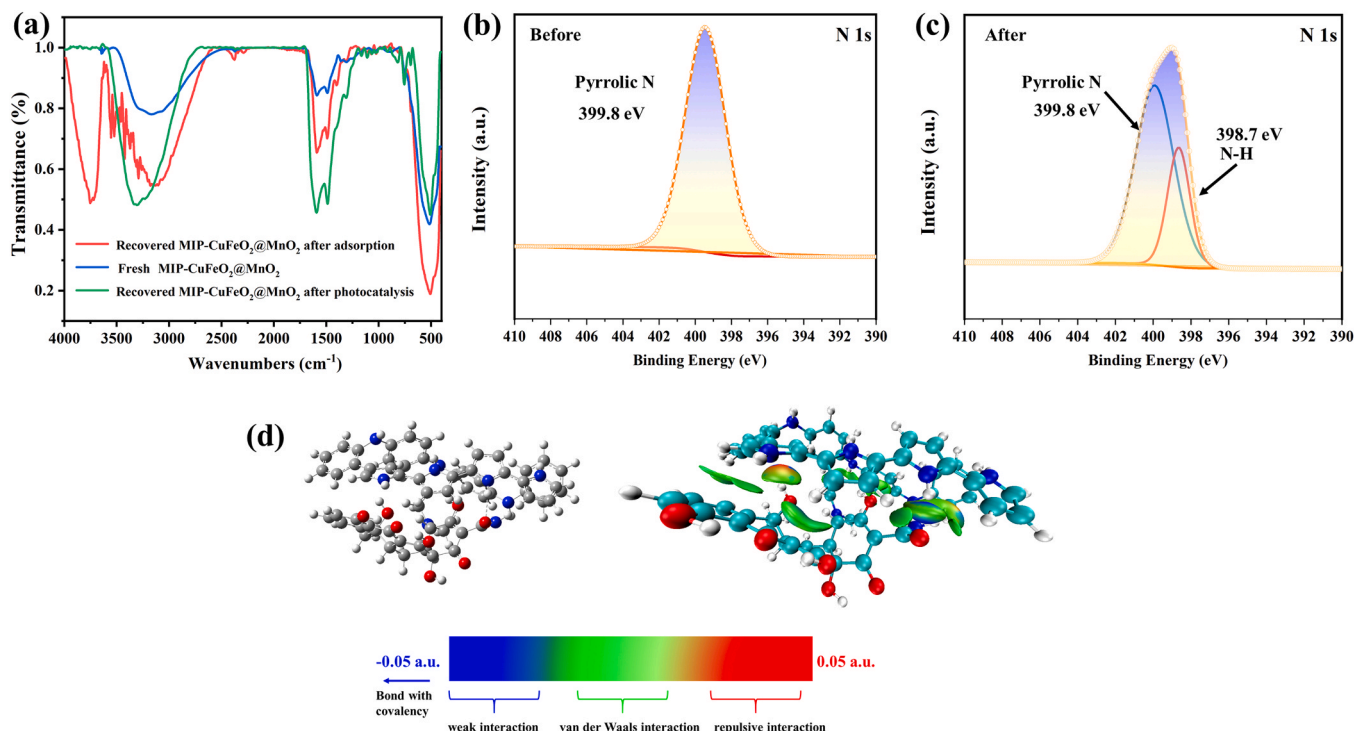 (a)
Transmittance (%)
1.0
0.8
0.6
0.4
0.2
Recovered MIP-CuFeO₂@MnO₂ after adsorption
Fresh MIP-CuFeO₂@MnO₂
Recovered MIP-CuFeO₂@MnO₂ after photocatalysis
4000 3500 3000 2500 2000 1500 1000 500
Wavenumbers (cm⁻¹)
(b)
Before
N 1s
Pyrrolic N
399.8 eV
Intensity (a.u.)
410 408 406 404 402 400 398 396 394 392 390
Binding Energy (eV)
(c)
After
N 1s
Pyrrolic N
399.8 eV
398.7 eV
N-H
Intensity (a.u.)
410 408 406 404 402 400 398 396 394 392 390
Binding Energy (eV)
(d)
-0.05 a.u.
0.05 a.u.
Bond with
covalency
weak interaction
van der Waals interaction
repulsive interaction